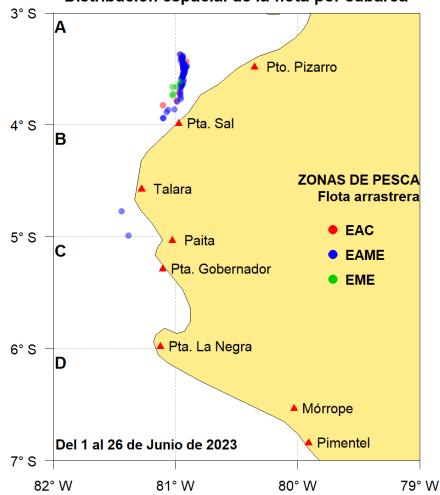 Distribución espacial de la flota por subárea
3° S
A
Pto. Pizarro
4° S
Pta. Sal
B
ZONAS DE PESCA
Talara
Flota arrastrera
EAC
5° S
Paita
EAME
C
Pta. Gobernador
EME
6° S
Pta. La Negra
D
Mórrope
Del 1 al 26 de Junio de 2023
Pimentel
7° S
82° W
81° W
80° W
79° W